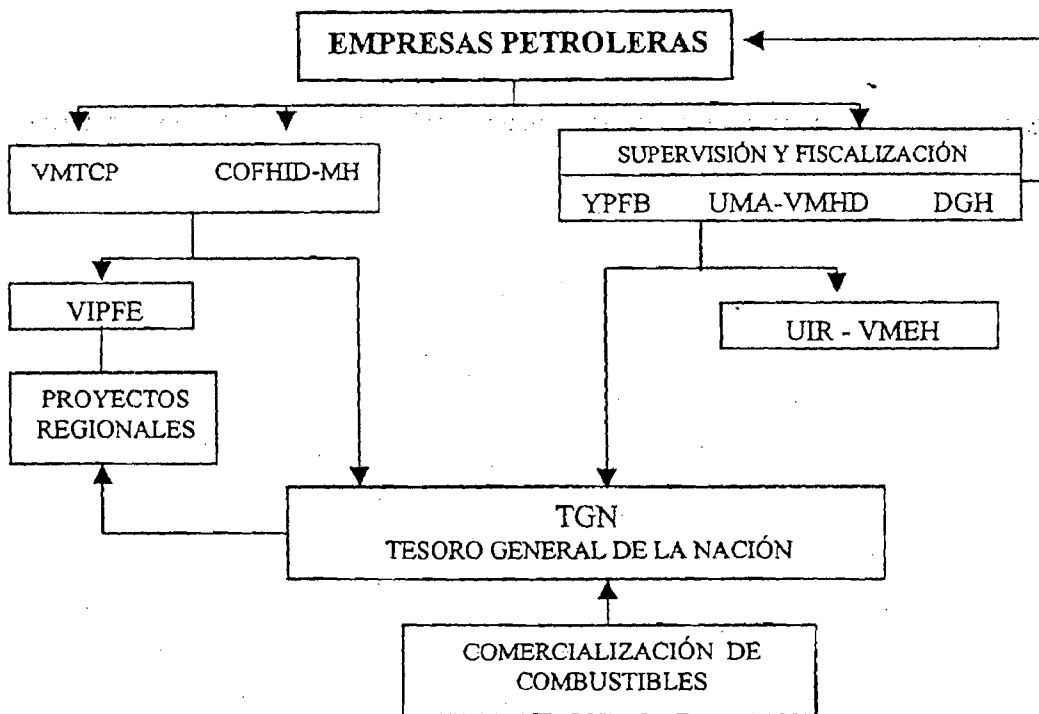 EMPRESAS PETROLERAS
VMTCP COFHID-MH
SUPERVISIÓN Y FISCALIZACIÓN
YPFB UMA-VMHD DGH
VIPFE
UIR - VMEH
PROYECTOS
REGIONALES
TGN
TESORO GENERAL DE LA NACIÓN
COMERCIALIZACIÓN DE
COMBUSTIBLES